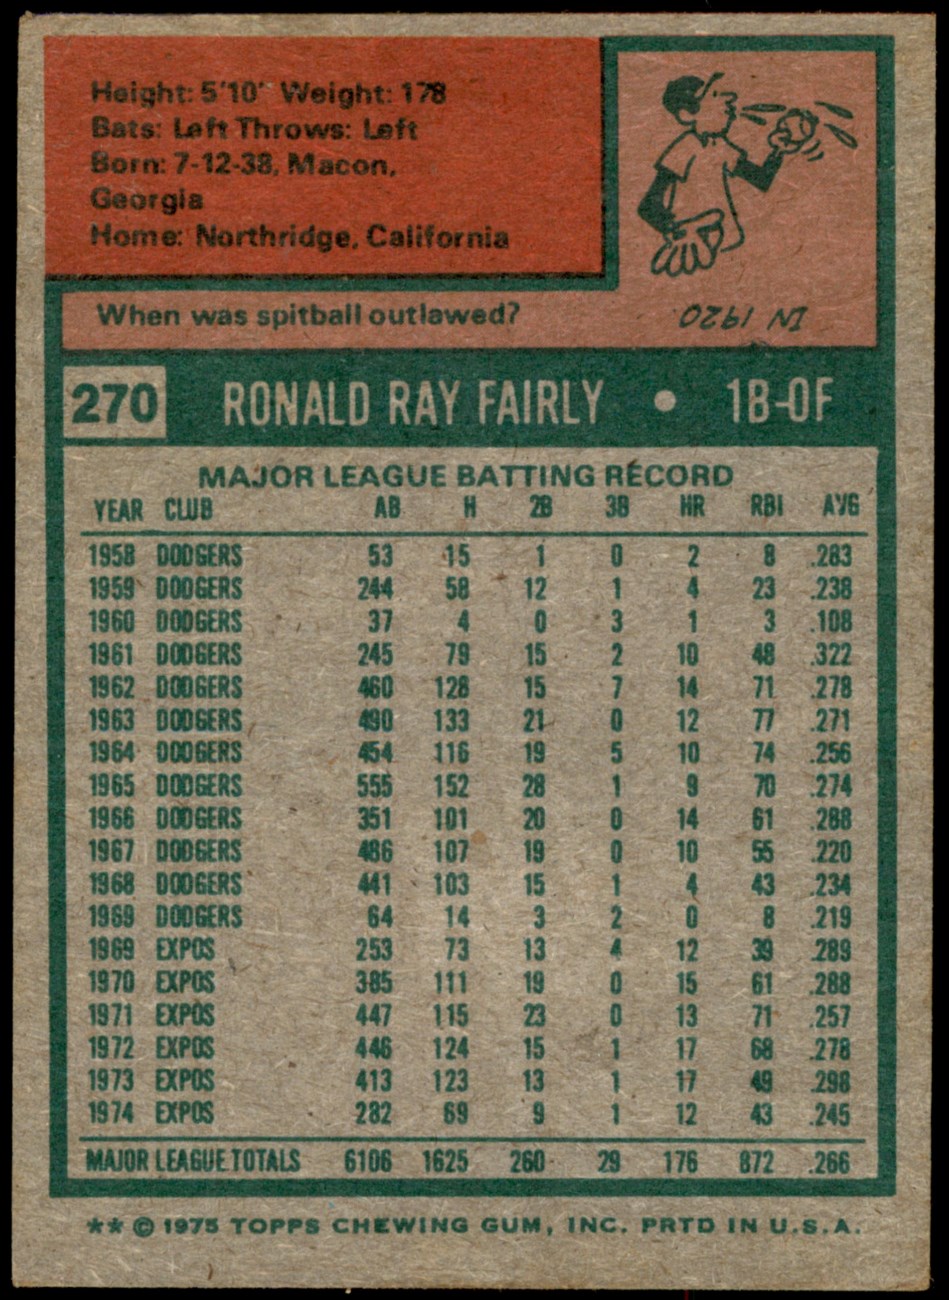 Height: 5'10" Weight: 178
Bats: Left Throws: Left
Born: 7-12-38, Macon,
Georgia
Home: Northridge, California
When was spitball outlawed?
IN 1920
270 RONALD RAY FAIRLY • 1B-OF
MAJOR LEAGUE BATTING RECORD
YEAR CLUB AB H 2B 3B HR RBI AVG
1958 DODGERS 53 15 1 0 2 8 .283
1959 DODGERS 244 58 12 1 4 23 .238
1960 DODGERS 37 4 0 3 1 3 .108
1961 DODGERS 245 79 15 2 10 48 .322
1962 DODGERS 460 128 15 7 14 71 .278
1963 DODGERS 490 133 21 0 12 77 .271
1964 DODGERS 454 116 19 5 10 74 .256
1965 DODGERS 555 152 28 1 9 70 .274
1966 DODGERS 351 101 20 0 14 61 .288
1967 DODGERS 486 107 19 0 10 55 .220
1968 DODGERS 441 103 15 1 4 43 .234
1969 DODGERS 64 14 3 2 0 8 .219
1969 EXPOS 253 73 13 4 12 39 .289
1970 EXPOS 385 111 19 0 15 61 .288
1971 EXPOS 447 115 23 0 13 71 .257
1972 EXPOS 446 124 15 1 17 68 .278
1973 EXPOS 413 123 13 1 17 49 .298
1974 EXPOS 282 69 9 1 12 43 .245
MAJOR LEAGUE TOTALS 6106 1625 260 29 176 872 .266
** © 1975 TOPPS CHEWING GUM, INC. PRTD IN U.S.A.